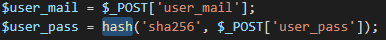 $user_mail = $_POST['user_mail'];
$user_pass = hash('sha256', $_POST['user_pass']);